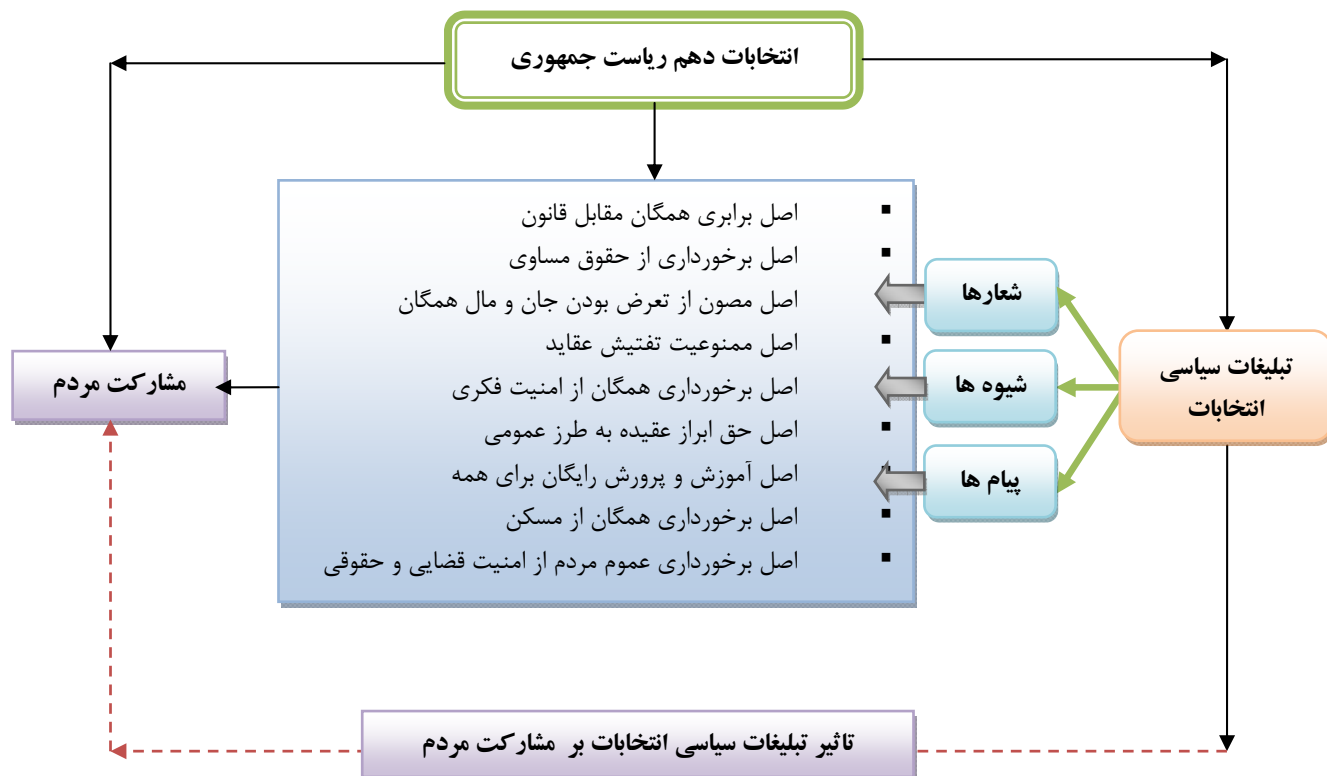 انتخابات دهم ریاست جمهوری
اصل برابری همگان مقابل قانون
اصل برخورداری از حقوق مساوی
اصل مصون از تعرض بودن جان و مال همگان
اصل ممنوعیت تفتیش عقاید
اصل برخورداری همگان از امنیت فکری
اصل حق ابراز عقیده به طرز عمومی
اصل آموزش و پرورش رایگان برای همه
اصل برخورداری همگان از مسکن
اصل برخورداری عموم مردم از امنیت قضایی و حقوقی
شعارها
شیوه ها
پیام ها
تبلیغات سیاسی
انتخابات
مشارکت مردم
تاثیر تبلیغات سیاسی انتخابات بر مشارکت مردم